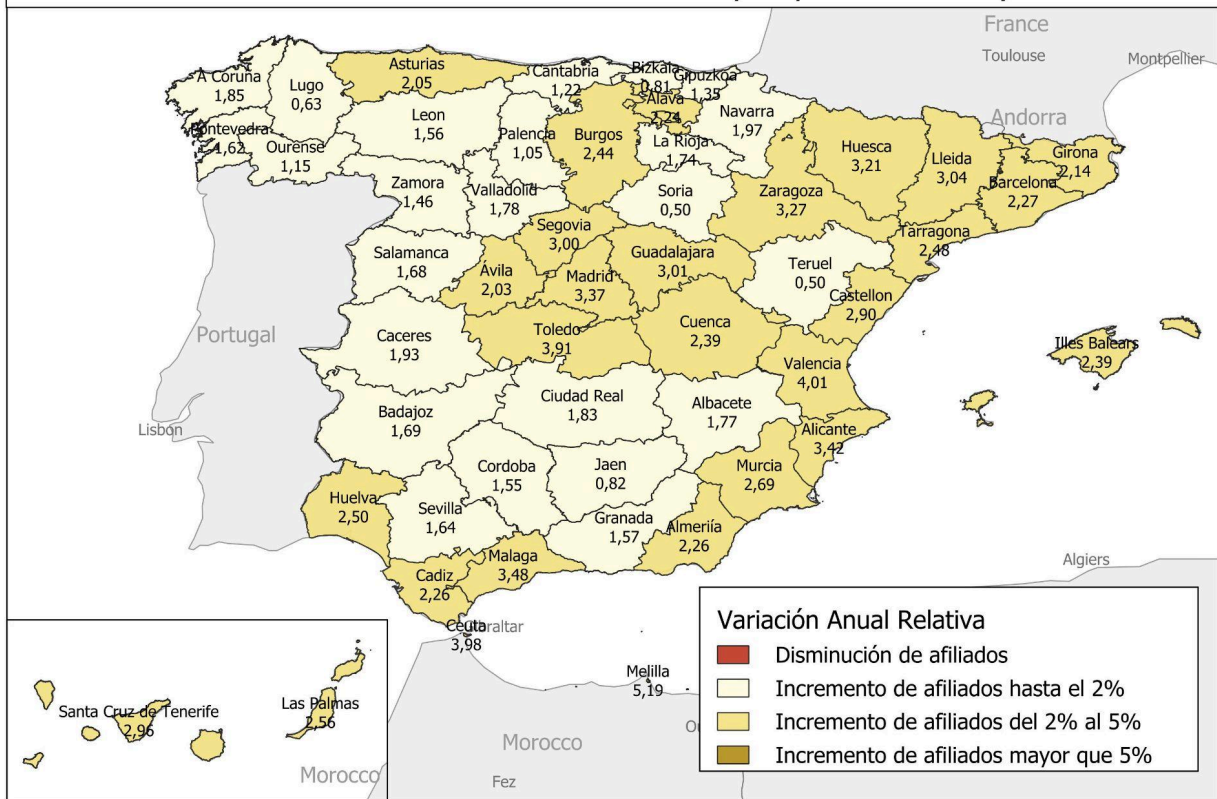 France
Toulouse
Montpellier
Andorra
Asturias
2,05
Cantabria
1,22
Bizkaia
0,81
Gipuzkoa
1,35
A Coruna
1,85
Lugo
0,63
Alava
2,24
Navarra
1,97
Leon
1,56
Palencia
1,05
Burgos
2,44
La Rioja
1,74
Huesca
3,21
Lleida
3,04
Girona
2,14
Pontevedra
1,62
Ourense
1,15
Barcelona
2,27
Zamora
1,46
Valladolid
1,78
Soria
0,50
Zaragoza
3,27
Tarragona
2,48
Segovia
3,00
Salamanca
1,68
Ávila
2,03
Madrid
3,37
Guadalajara
3,01
Teruel
0,50
Castellon
2,90
Portugal
Caceres
1,93
Toledo
3,91
Cuenca
2,39
Valencia
4,01
Illes Balears
2,39
Lisbon
Badajoz
1,69
Ciudad Real
1,83
Albacete
1,77
Alicante
3,42
Cordoba
1,55
Jaen
0,82
Murcia
2,69
Huelva
2,50
Sevilla
1,64
Granada
1,57
Almeriía
2,26
Cadiz
2,26
Malaga
3,48
Algiers
Ceuta
3,98
Melilla
5,19
Morocco
Fez
Santa Cruz de Tenerife
2,96
Las Palmas
2,56
Morocco
Variación Anual Relativa
Disminución de afiliados
Incremento de afiliados hasta el 2%
Incremento de afiliados del 2% al 5%
Incremento de afiliados mayor que 5%